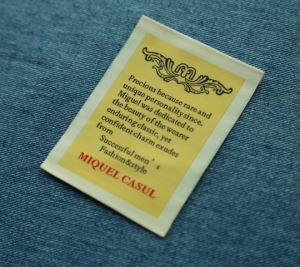 Precious because rare and
unique personality since,
Miguel was dedicated to
the beauty of the wearer
enduring classic, yet
confident charm exudes
from
Successful men's
Fashion&style
MIQUEL CASUL